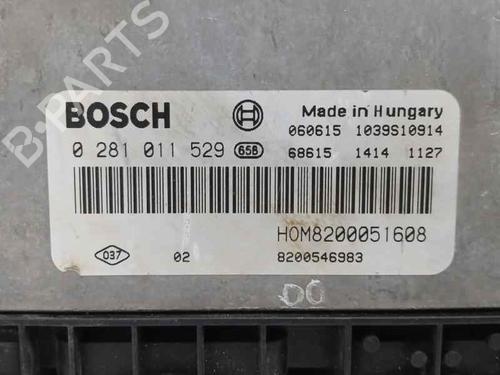 B-PARTS
BOSCH Made in Hungary
060615 1039S10914
0 281 011 529 658 68615 1414 1127
HOM8200051608
037 02 8200546983
DO